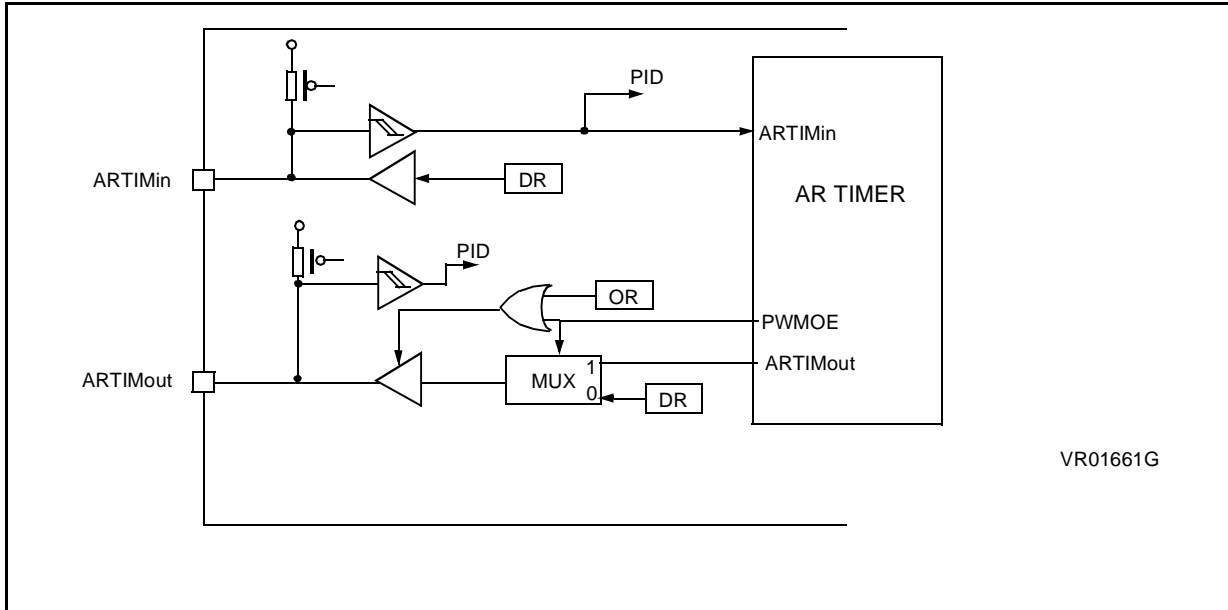 PID
ARTIMin
ARTIMin
DR
AR TIMER
PID
OR
PWMOE
ARTIMout
ARTIMout
MUX
1
0
DR
VR01661G